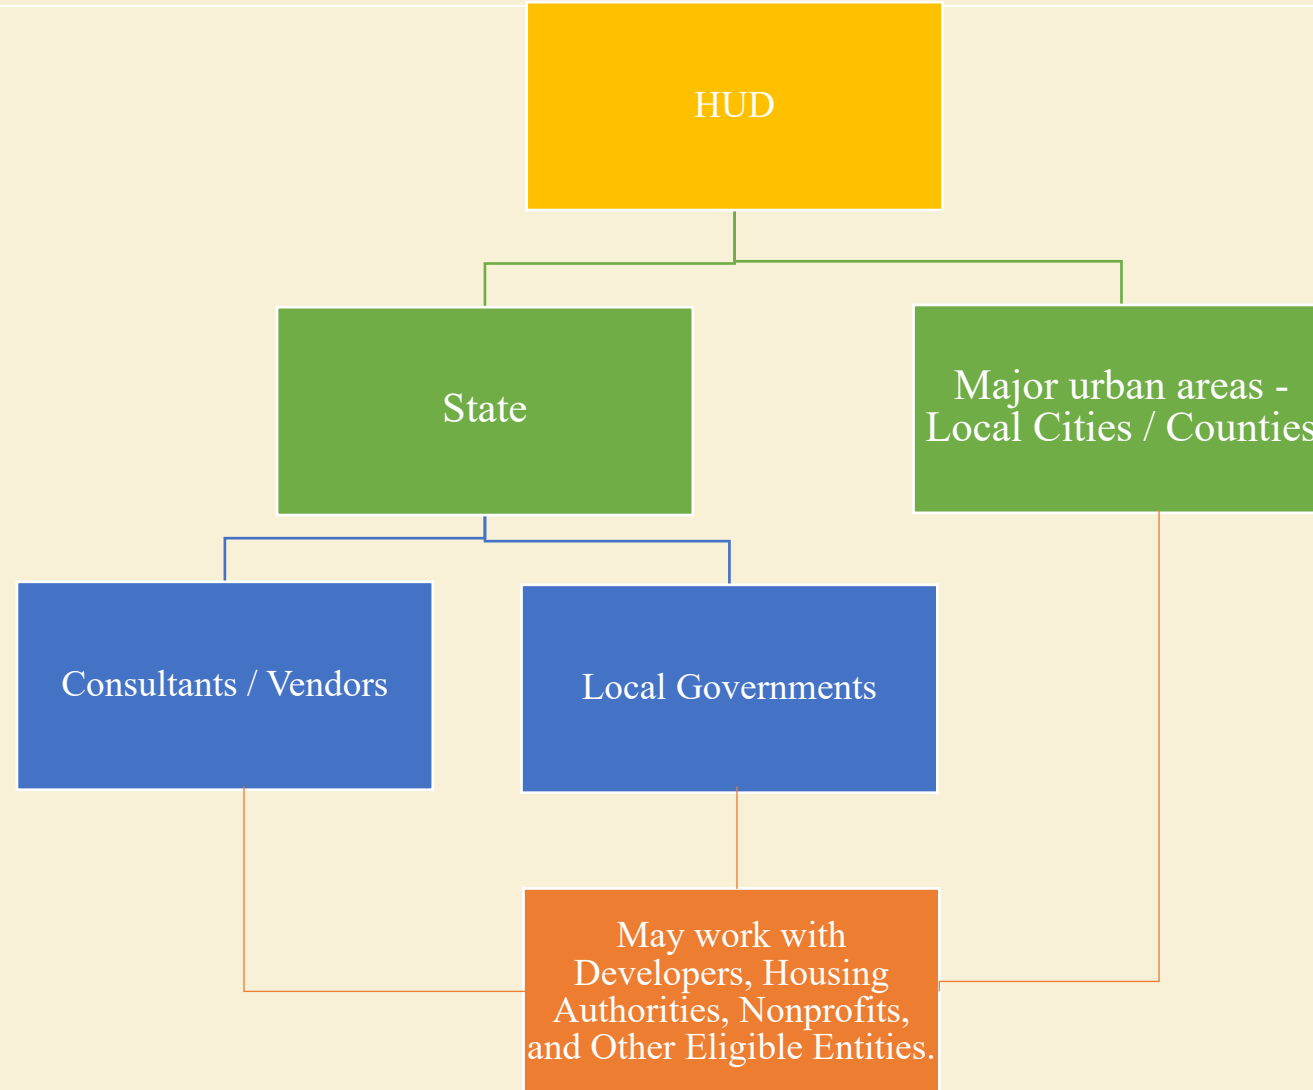 HUD
State
Major urban areas -
Local Cities / Counties
Consultants / Vendors
Local Governments
May work with
Developers, Housing
Authorities, Nonprofits,
and Other Eligible Entities.